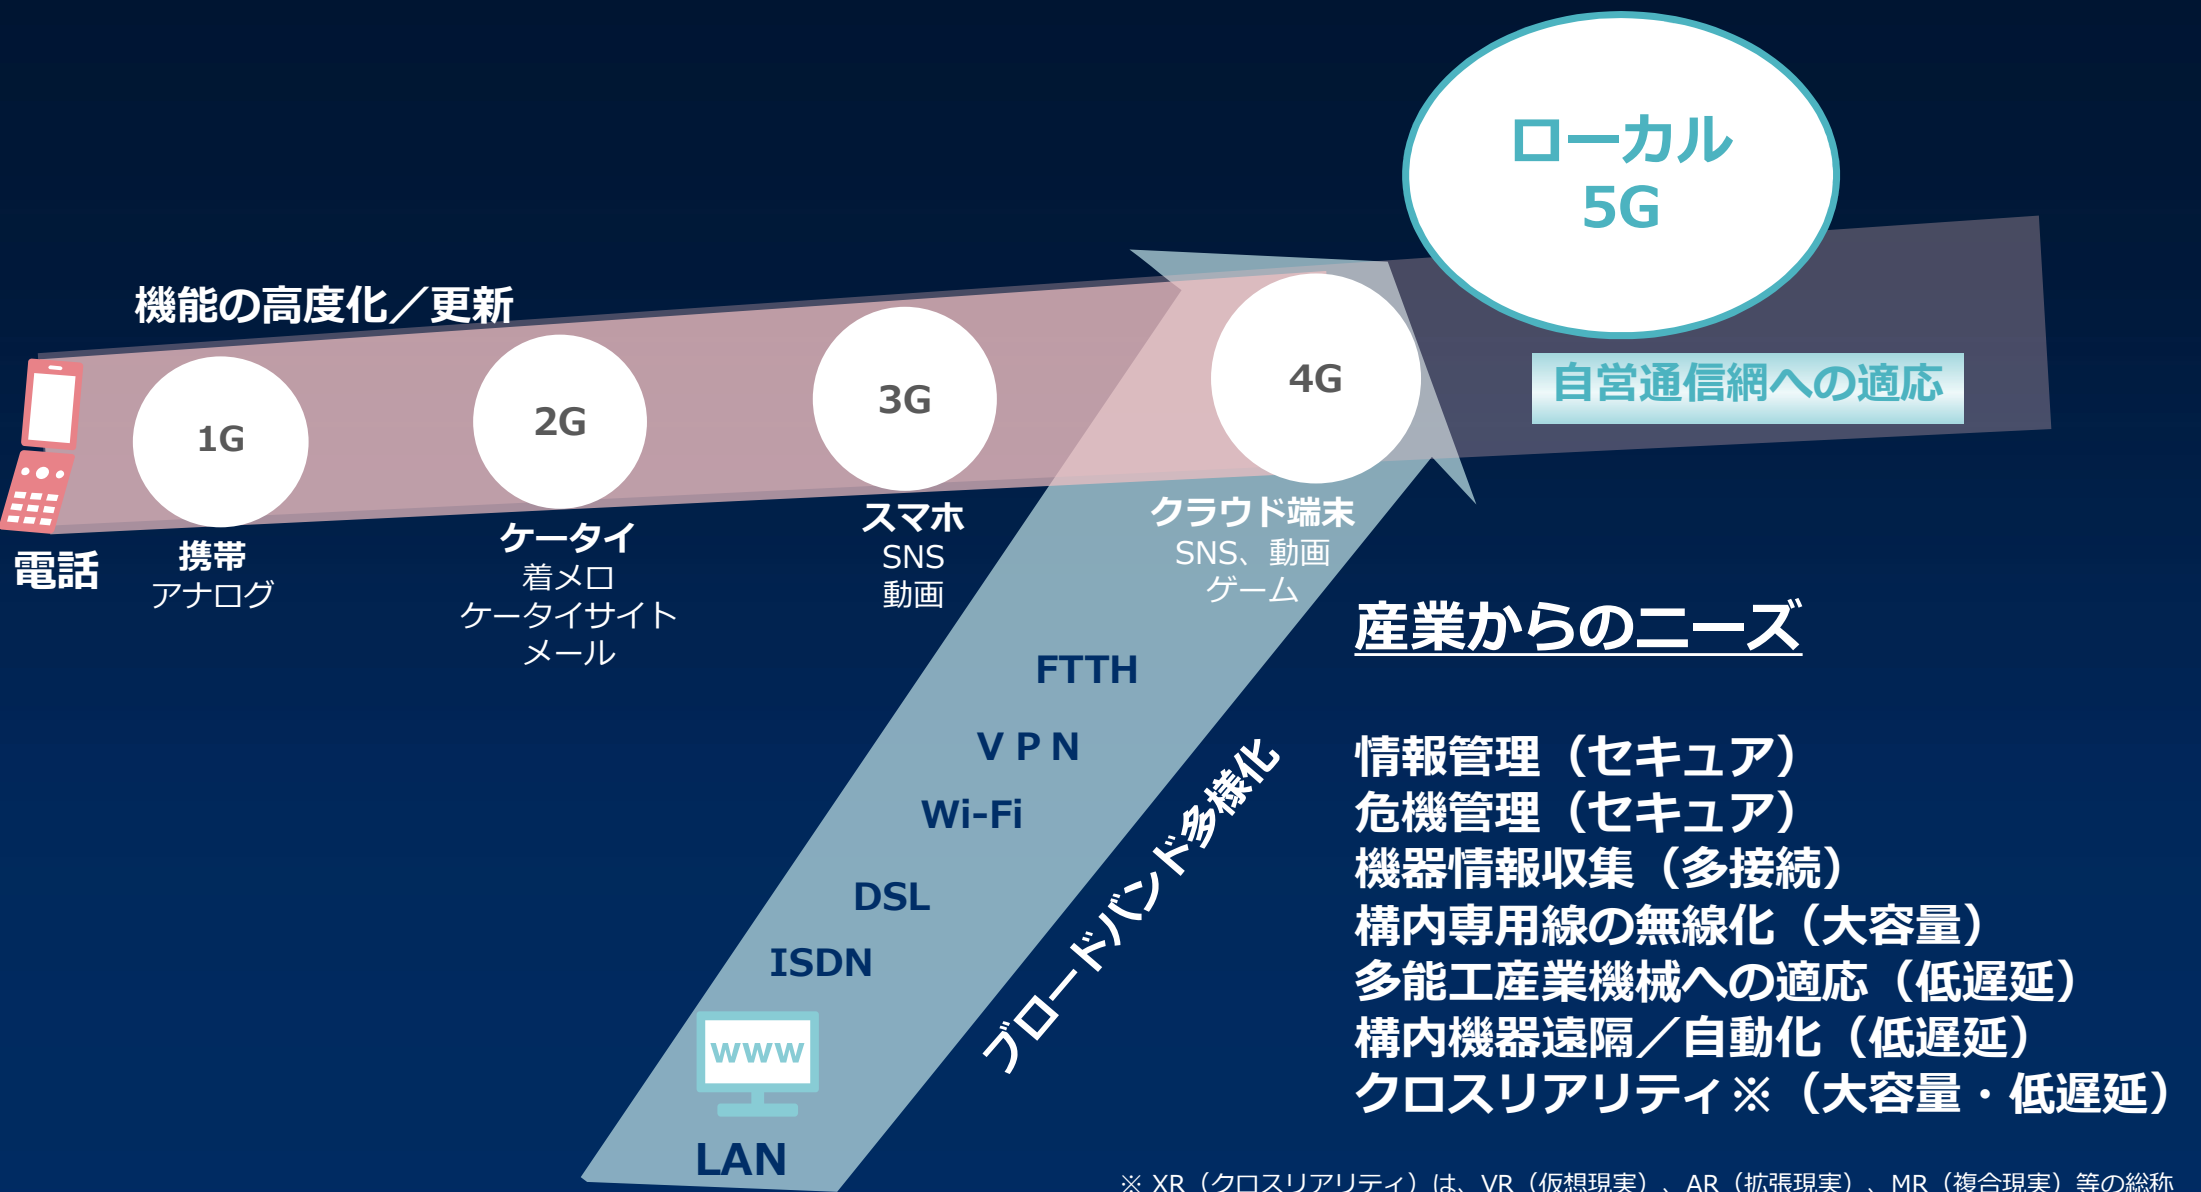 ローカル
5G
機能の高度化／更新
自営通信網への適応
1G
2G
3G
4G
電話
携帯
アナログ
ケータイ
着メロ
ケータイサイト
メール
スマホ
SNS
動画
クラウド端末
SNS、動画
ゲーム
FTTH
ＶＰＮ
Wi-Fi
DSL
ISDN
www
LAN
ブロードバンド多様化
産業からのニーズ
情報管理（セキュア）
危機管理（セキュア）
機器情報収集（多接続）
構内専用線の無線化（大容量）
多能工産業機械への適応（低遅延）
構内機器遠隔／自動化（低遅延）
クロスリアリティ※（大容量・低遅延）
※ XR（クロスリアリティ）は、VR（仮想現実）、AR（拡張現実）、MR（複合現実）等の総称